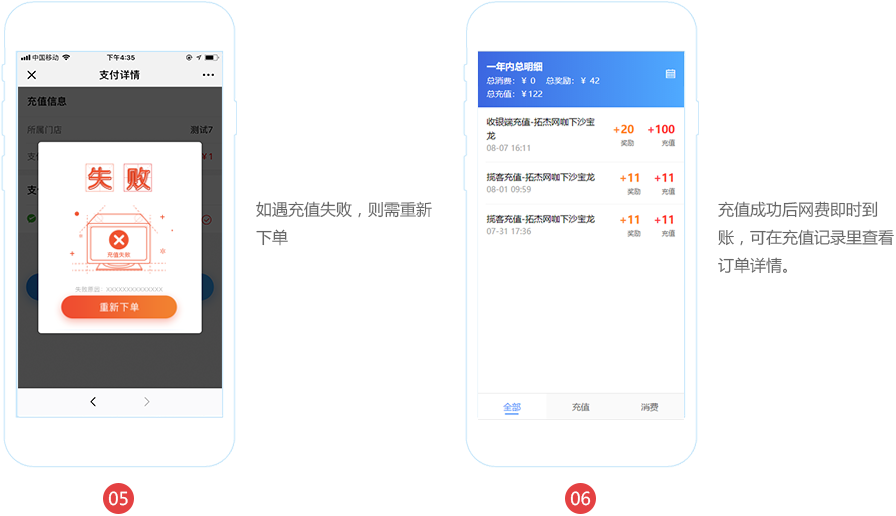 中国移动
下午4:35
支付详情
充值信息
所属门店
测试7
支
¥1
支
失败
充值失败
失败原因：XXXXXXXXXXXXXX
重新下单
05
如遇充值失败，则需重新
下单
一年内总明细
总消费：¥ 0 总奖励：¥ 42
总充值：¥122
收银端充值-拓杰网咖下沙宝
龙
08-07 16:11
+20
奖励
+100
充值
揽客充值-拓杰网咖下沙宝龙
08-01 09:59
+11
奖励
+11
充值
揽客充值-拓杰网咖下沙宝龙
07-31 17:36
+11
奖励
+11
充值
全部
充值
消费
06
充值成功后网费即时到
账，可在充值记录里查看
订单详情。